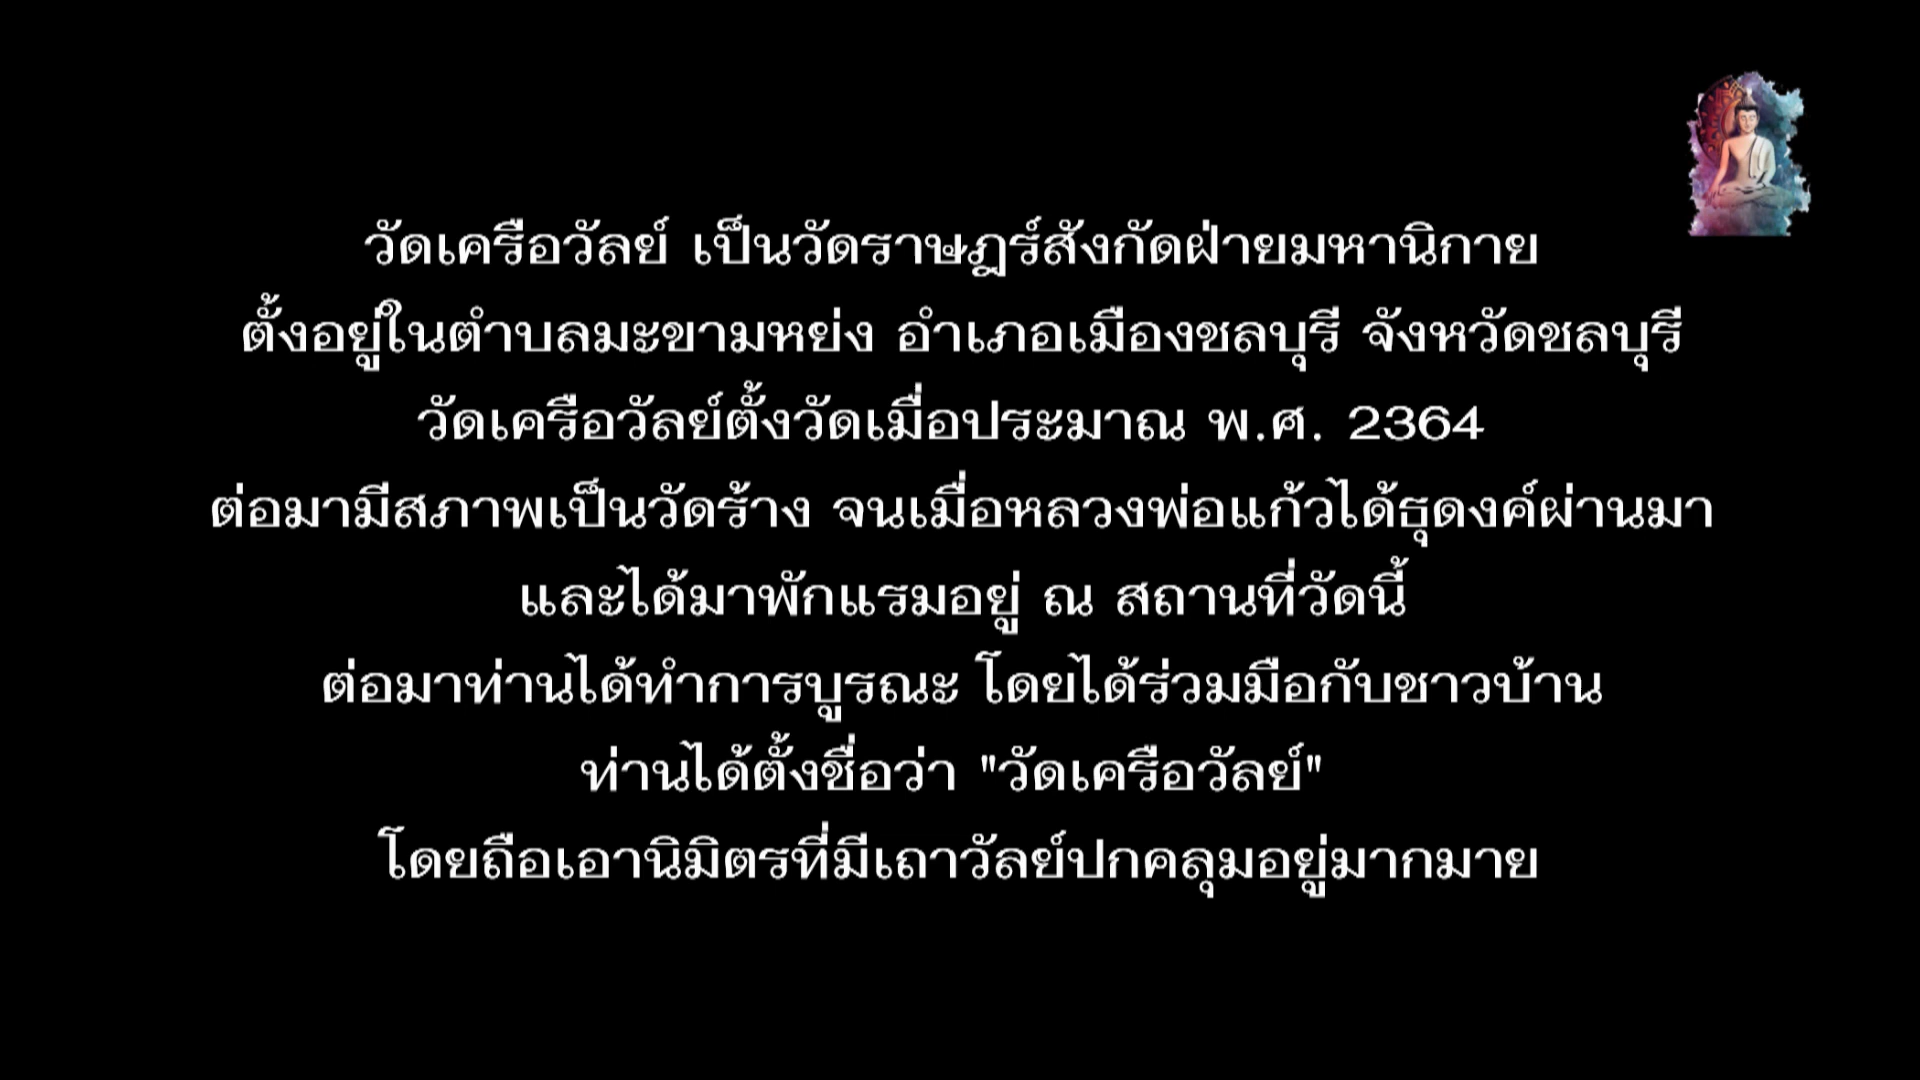 วัดเครือวัลย์ เป็นวัดราษฎร์สังกัดฝ่ายมหานิกาย
ตั้งอยู่ในตำบลมะขามหย่ง อำเภอเมืองชลบุรี จังหวัดชลบุรี
วัดเครือวัลย์ตั้งวัดเมื่อประมาณ พ.ศ. 2364
ต่อมามีสภาพเป็นวัดร้าง จนเมื่อหลวงพ่อแก้วได้ธุดงค์ผ่านมา
และได้มาพักแรมอยู่ ณ สถานที่วัดนี้
ต่อมาท่านได้ทำการบูรณะ โดยได้ร่วมมือกับชาวบ้าน
ท่านได้ตั้งชื่อว่า "วัดเครือวัลย์"
โดยถือเอานิมิตรที่มีเถาวัลย์ปกคลุมอยู่มากมาย